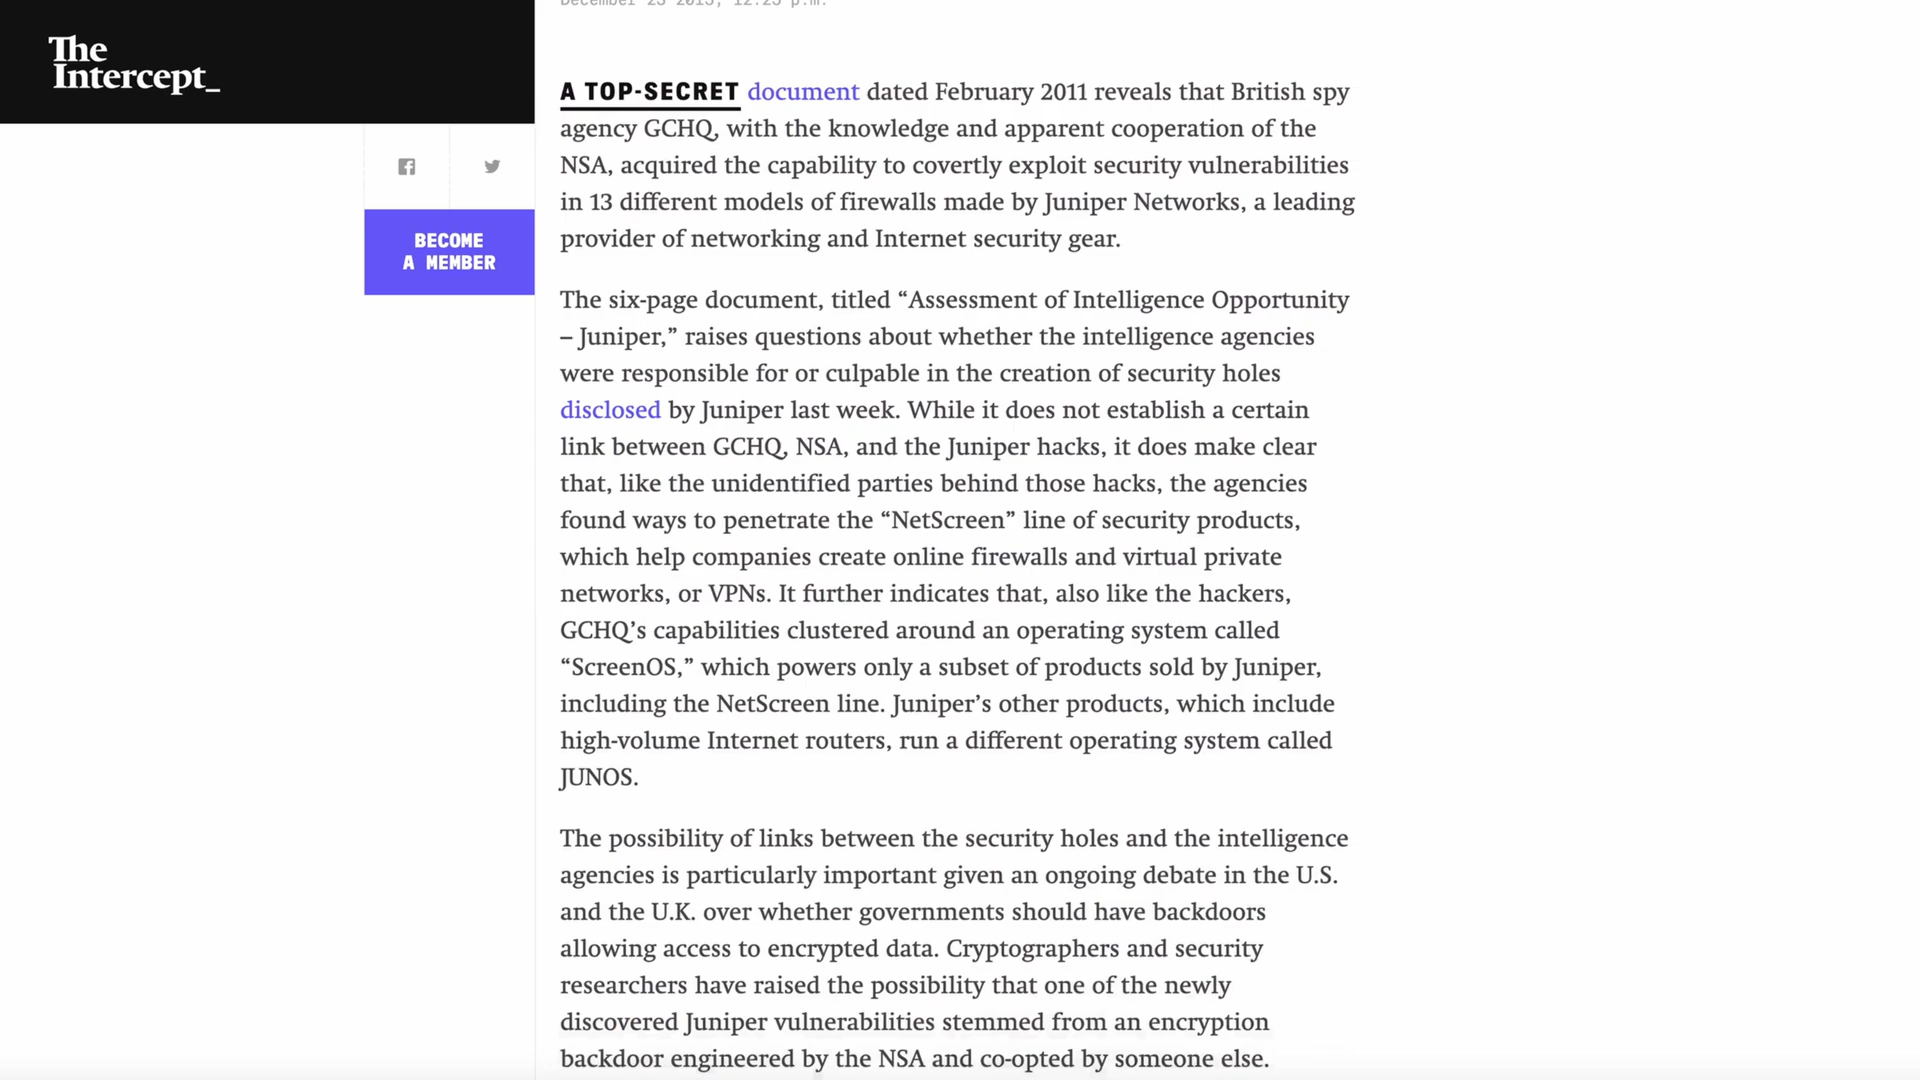 The
Intercept_
December 23 2015, 12:23 p.m.
BECOME
A MEMBER
A TOP-SECRET document dated February 2011 reveals that British spy
agency GCHQ, with the knowledge and apparent cooperation of the
NSA, acquired the capability to covertly exploit security vulnerabilities
in 13 different models of firewalls made by Juniper Networks, a leading
provider of networking and Internet security gear.
The six-page document, titled “Assessment of Intelligence Opportunity
– Juniper,” raises questions about whether the intelligence agencies
were responsible for or culpable in the creation of security holes
disclosed by Juniper last week. While it does not establish a certain
link between GCHQ, NSA, and the Juniper hacks, it does make clear
that, like the unidentified parties behind those hacks, the agencies
found ways to penetrate the “NetScreen” line of security products,
which help companies create online firewalls and virtual private
networks, or VPNs. It further indicates that, also like the hackers,
GCHQ’s capabilities clustered around an operating system called
“ScreenOS,” which powers only a subset of products sold by Juniper,
including the NetScreen line. Juniper’s other products, which include
high-volume Internet routers, run a different operating system called
JUNOS.
The possibility of links between the security holes and the intelligence
agencies is particularly important given an ongoing debate in the U.S.
and the U.K. over whether governments should have backdoors
allowing access to encrypted data. Cryptographers and security
researchers have raised the possibility that one of the newly
discovered Juniper vulnerabilities stemmed from an encryption
backdoor engineered by the NSA and co-opted by someone else.